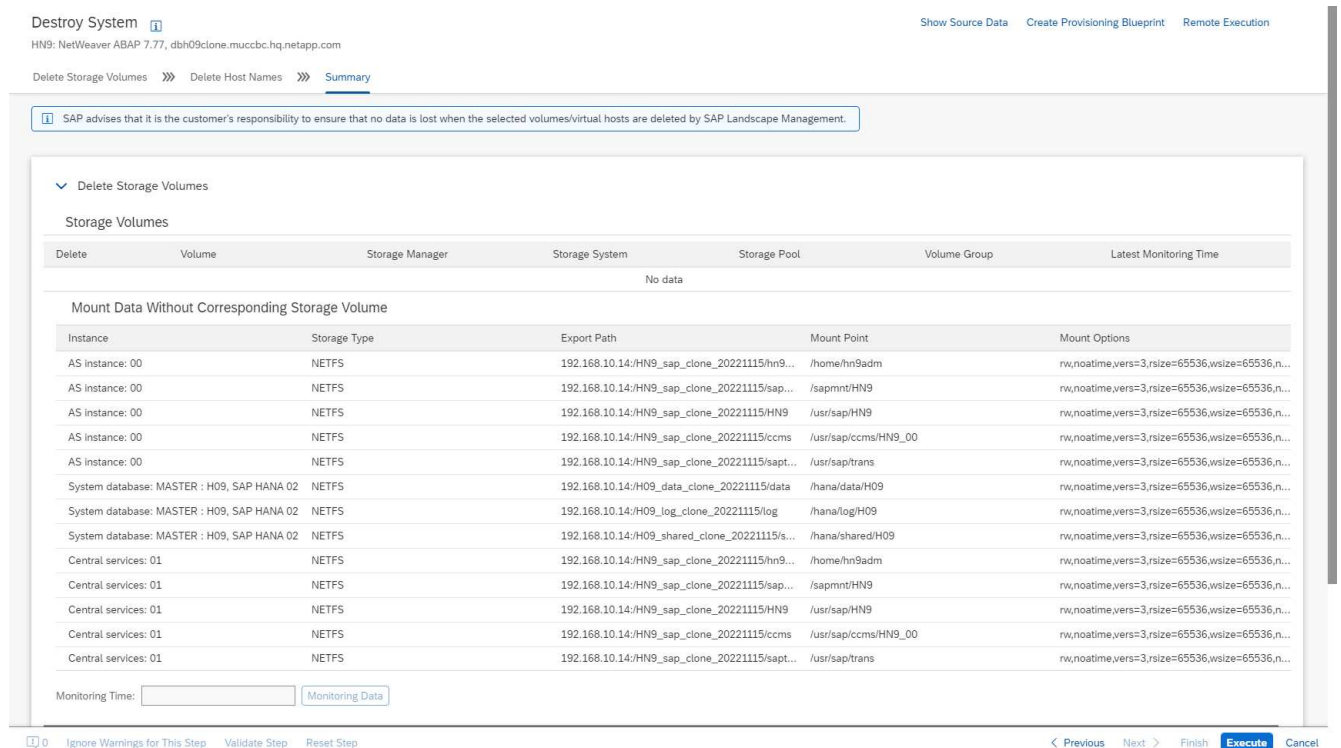 Destroy System
Show Source Data Create Provisioning Blueprint Remote Execution
HN9: NetWeaver ABAP 7.77, dbh09clone.muccbc.hq.netapp.com
Delete Storage Volumes Delete Host Names Summary
SAP advises that it is the customer's responsibility to ensure that no data is lost when the selected volumes/virtual hosts are deleted by SAP Landscape Management.
Delete Storage Volumes
Storage Volumes
Delete Volume Storage Manager Storage System Storage Pool Volume Group Latest Monitoring Time
No data
Mount Data Without Corresponding Storage Volume
Instance Storage Type Export Path Mount Point Mount Options
AS instance: 00 NETFS 192.168.10.14:/HN9_sap_clone_20221115/hn9... /home/hn9adm rw,noatime,vers=3,rsize=65536,wsize=65536,n...
AS instance: 00 NETFS 192.168.10.14:/HN9_sap_clone_20221115/sap... /sapmnt/HN9 rw,noatime,vers=3,rsize=65536,wsize=65536,n...
AS instance: 00 NETFS 192.168.10.14:/HN9_sap_clone_20221115/HN9 /usr/sap/HN9 rw,noatime,vers=3,rsize=65536,wsize=65536,n...
AS instance: 00 NETFS 192.168.10.14:/HN9_sap_clone_20221115/ccms /usr/sap/ccms/HN9_00 rw,noatime,vers=3,rsize=65536,wsize=65536,n...
AS instance: 00 NETFS 192.168.10.14:/HN9_sap_clone_20221115/sapt... /usr/sap/trans rw,noatime,vers=3,rsize=65536,wsize=65536,n...
System database: MASTER : H09, SAP HANA 02 NETFS 192.168.10.14:/H09_data_clone_20221115/data /hana/data/H09 rw,noatime,vers=3,rsize=65536,wsize=65536,n...
System database: MASTER : H09, SAP HANA 02 NETFS 192.168.10.14:/H09_log_clone_20221115/log /hana/log/H09 rw,noatime,vers=3,rsize=65536,wsize=65536,n...
System database: MASTER : H09, SAP HANA 02 NETFS 192.168.10.14:/H09_shared_clone_20221115/s... /hana/shared/H09 rw,noatime,vers=3,rsize=65536,wsize=65536,n...
Central services: 01 NETFS 192.168.10.14:/HN9_sap_clone_20221115/hn9... /home/hn9adm rw,noatime,vers=3,rsize=65536,wsize=65536,n...
Central services: 01 NETFS 192.168.10.14:/HN9_sap_clone_20221115/sap... /sapmnt/HN9 rw,noatime,vers=3,rsize=65536,wsize=65536,n...
Central services: 01 NETFS 192.168.10.14:/HN9_sap_clone_20221115/HN9 /usr/sap/HN9 rw,noatime,vers=3,rsize=65536,wsize=65536,n...
Central services: 01 NETFS 192.168.10.14:/HN9_sap_clone_20221115/ccms /usr/sap/ccms/HN9_00 rw,noatime,vers=3,rsize=65536,wsize=65536,n...
Central services: 01 NETFS 192.168.10.14:/HN9_sap_clone_20221115/sapt... /usr/sap/trans rw,noatime,vers=3,rsize=65536,wsize=65536,n...
Monitoring Time: Monitoring Data
0 Ignore Warnings for This Step Validate Step Reset Step < Previous Next > Finish Execute Cancel